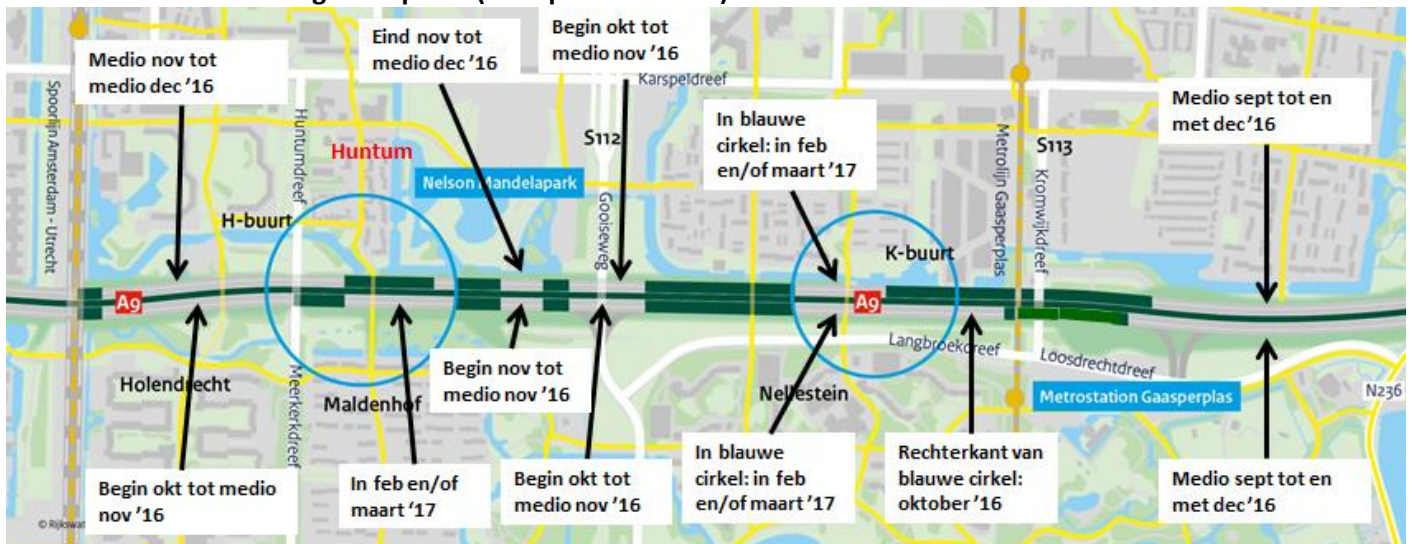 Medio nov tot
medio dec '16
Eind nov tot
medio dec '16
Begin okt tot
medio nov '16
Karspeldreef
In blauwe
cirkel: in feb
en/of maart '17
Medio sept tot en
met dec'16
Spoorlijn Amsterdam - Utrecht
Huntumdreef
Huntum
S112
Nelson Mandelapark
Gooiseweg
Metrolijn Gaasperplas
S113
Kromwijkdreef
H-buurt
K-buurt
A9
A9
Holendrecht
Meerkerkdreef
Maldenhof
Begin nov tot
medio nov '16
Nellestein
Langbroekdreef
Loosdrechtdreef
Metrostation Gaasperplas
N236
Begin okt tot medio
nov '16
In feb en/of
maart '17
Begin okt tot
medio nov '16
In blauwe
cirkel: in feb
en/of maart '17
Rechterkant van
blauwe cirkel:
oktober '16
Medio sept tot en
met dec'16